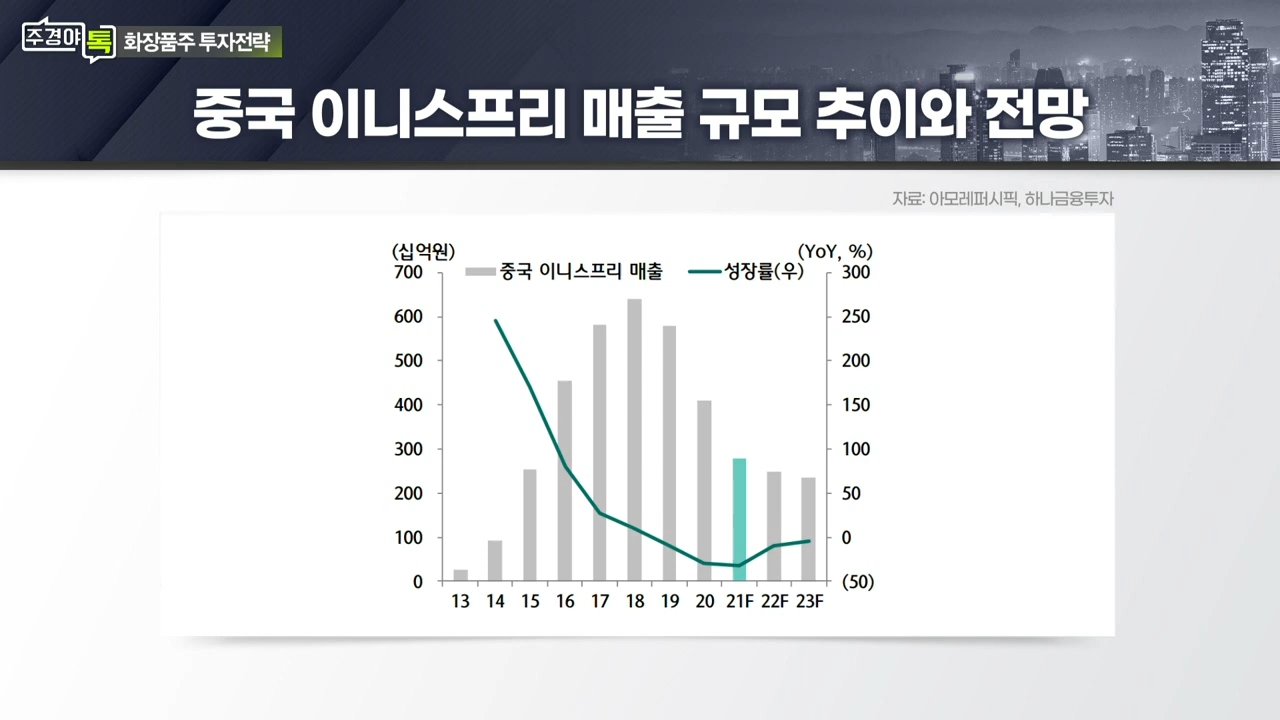 주경야톡 화장품주 투자전략
중국 이니스프리 매출 규모 추이와 전망
자료: 아모레퍼시픽, 하나금융투자
(십억원) (YoY, %)
중국 이니스프리 매출 성장률(우)
700 300
600 250
500 200
400 150
300 100
200 50
100 0
0 (50)
13 14 15 16 17 18 19 20 21F 22F 23F